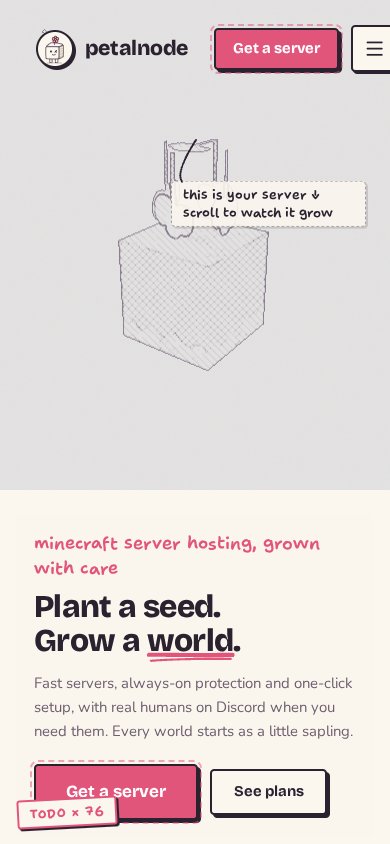 petalnode
Get a server
this is your server ↓
scroll to watch it grow
minecraft server hosting, grown
with care
Plant a seed.
Grow a world.
Fast servers, always-on protection and one-click
setup, with real humans on Discord when you
need them. Every world starts as a little sapling.
Get a server
See plans
TODO × 76